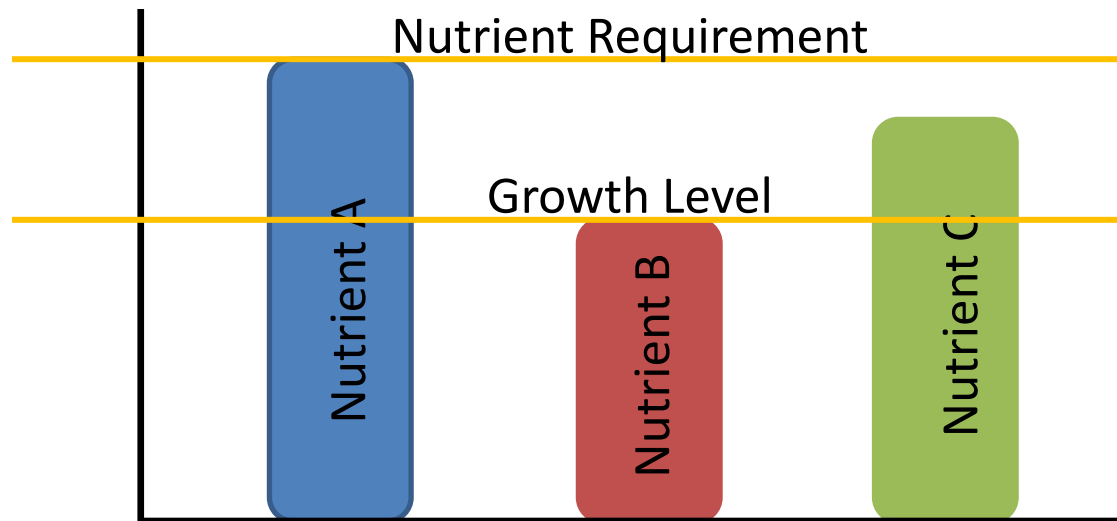 Nutrient Requirement
Growth Level
Nutrient A
Nutrient B
Nutrient C